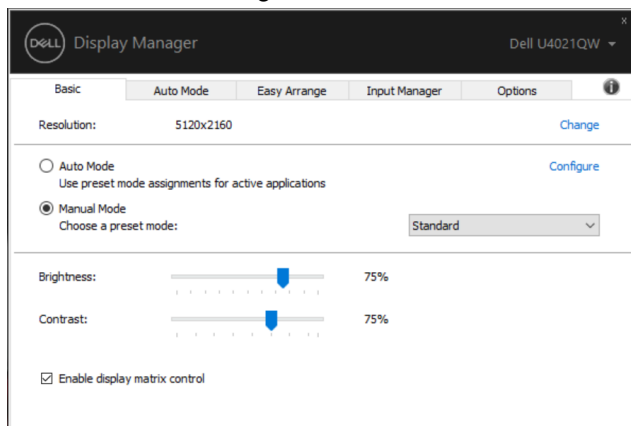 DELL Display Manager Dell U4021QW
x
Basic Auto Mode Easy Arrange Input Manager Options i
Resolution: 5120x2160 Change
Auto Mode Configure
Use preset mode assignments for active applications
Manual Mode
Choose a preset mode: Standard
Brightness: 75%
Contrast: 75%
Enable display matrix control